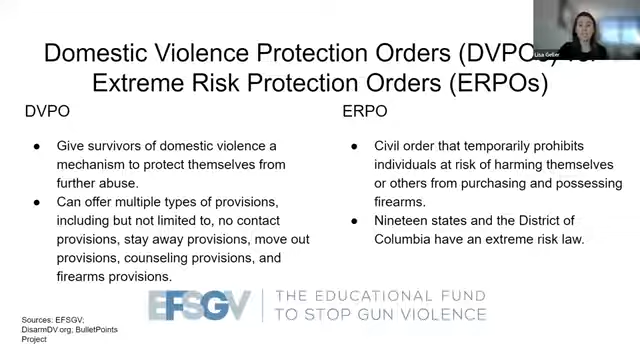 Domestic Violence Protection Orders (DVPOs)
Extreme Risk Protection Orders (ERPOs)
Lisa Geller
DVPO
● Give survivors of domestic violence a
mechanism to protect themselves from
further abuse.
● Can offer multiple types of provisions,
including but not limited to, no contact
provisions, stay away provisions, move out
provisions, counseling provisions, and
firearms provisions.
ERPO
● Civil order that temporarily prohibits
individuals at risk of harming themselves
or others from purchasing and possessing
firearms.
● Nineteen states and the District of
Columbia have an extreme risk law.
EFSGV
THE EDUCATIONAL FUND
TO STOP GUN VIOLENCE
Sources: EFSGV;
DisarmDV.org; BulletPoints
Project